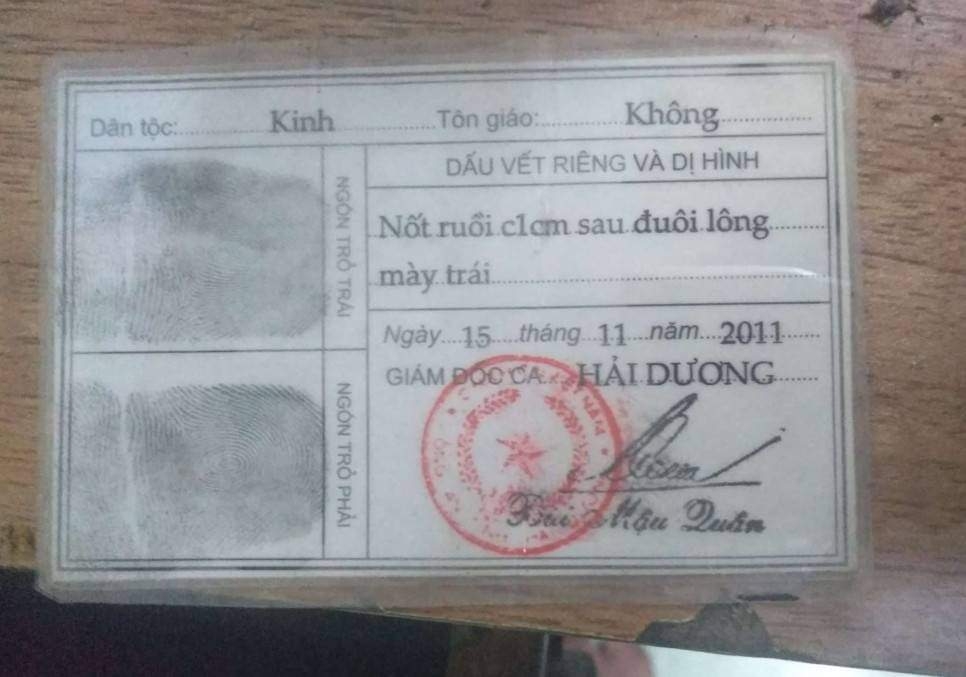 Dân tộc: Kinh Tôn giáo: Không
DẤU VẾT RIÊNG VÀ DỊ HÌNH
NGÓN TRỎ TRÁI
Nốt ruồi c1cm sau đuôi lông
mày trái
Ngày 15 tháng 11 năm 2011
GIÁM ĐỐC CA HẢI DƯƠNG
NGÓN TRỎ PHẢI
Bùi Mậu Quân